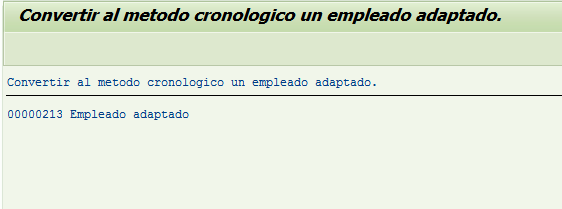 Convertir al metodo cronologico un empleado adaptado.
Convertir al metodo cronologico un empleado adaptado.
00000213 Empleado adaptado